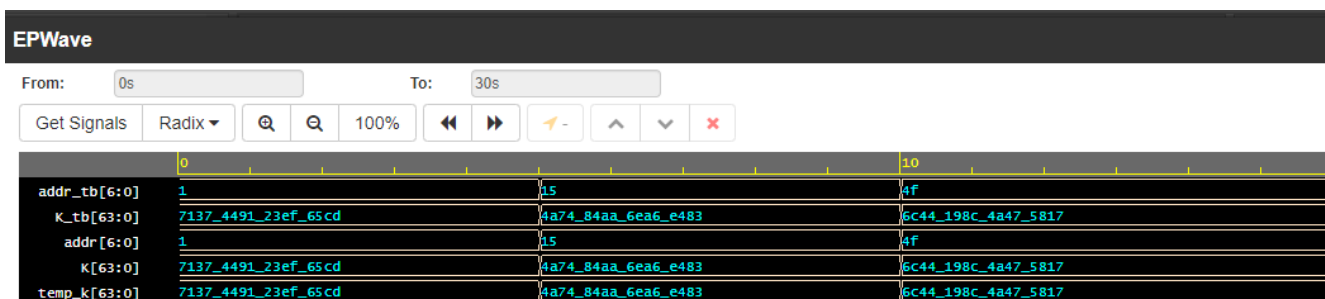 EPWave
From: 0s To: 30s
Get Signals Radix 100% -
0 10
addr_tb[6:0] 1 15 4f
K_tb[63:0] 7137_4491_23ef_65cd 4a74_84aa_6ea6_e483 6c44_198c_4a47_5817
addr[6:0] 1 15 4f
K[63:0] 7137_4491_23ef_65cd 4a74_84aa_6ea6_e483 6c44_198c_4a47_5817
temp_k[63:0] 7137_4491_23ef_65cd 4a74_84aa_6ea6_e483 6c44_198c_4a47_5817